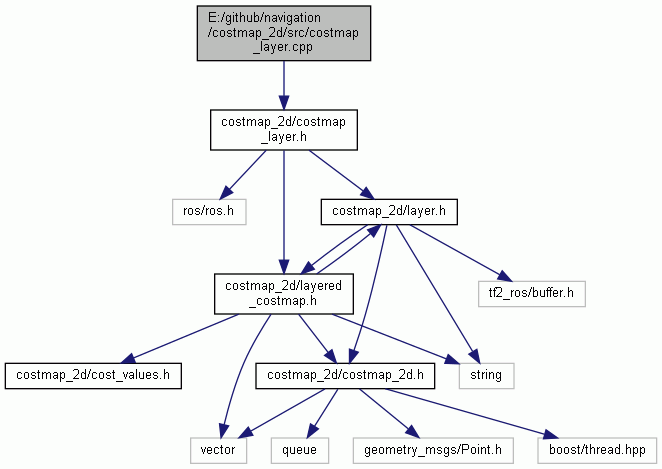 E:/github/navigation
/costmap_2d/src/costmap
_layer.cpp
costmap_2d/costmap
_layer.h
ros/ros.h
costmap_2d/layer.h
costmap_2d/layered
_costmap.h
tf2_ros/buffer.h
costmap_2d/cost_values.h
costmap_2d/costmap_2d.h
string
vector
queue
geometry_msgs/Point.h
boost/thread.hpp